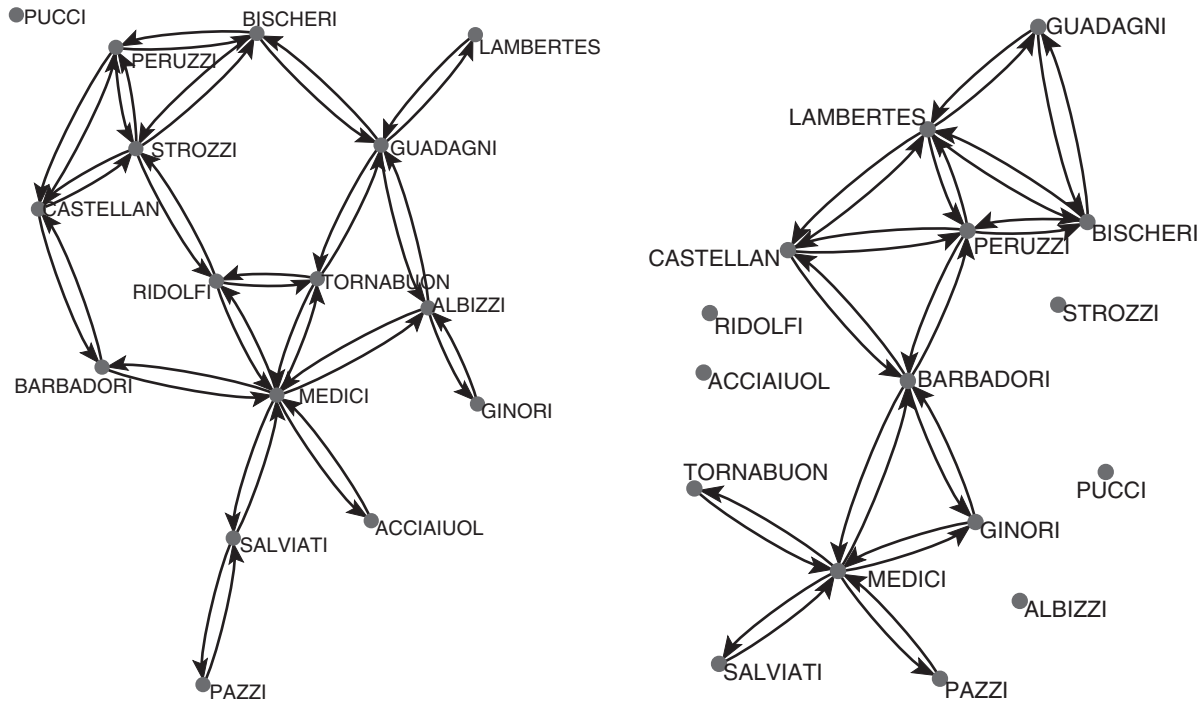 PUCCI
BISCHERI
LAMBERTES
PERUZZI
STROZZI
GUADAGNI
CASTELLAN
RIDOLFI
TORNABUON
ALBIZZI
BARBADORI
MEDICI
GINORI
ACCIAIUOL
SALVIATI
PAZZI
GUADAGNI
LAMBERTES
PERUZZI
BISCHERI
CASTELLAN
RIDOLFI
STROZZI
ACCIAIUOL
BARBADORI
TORNABUON
PUCCI
GINORI
MEDICI
ALBIZZI
SALVIATI
PAZZI